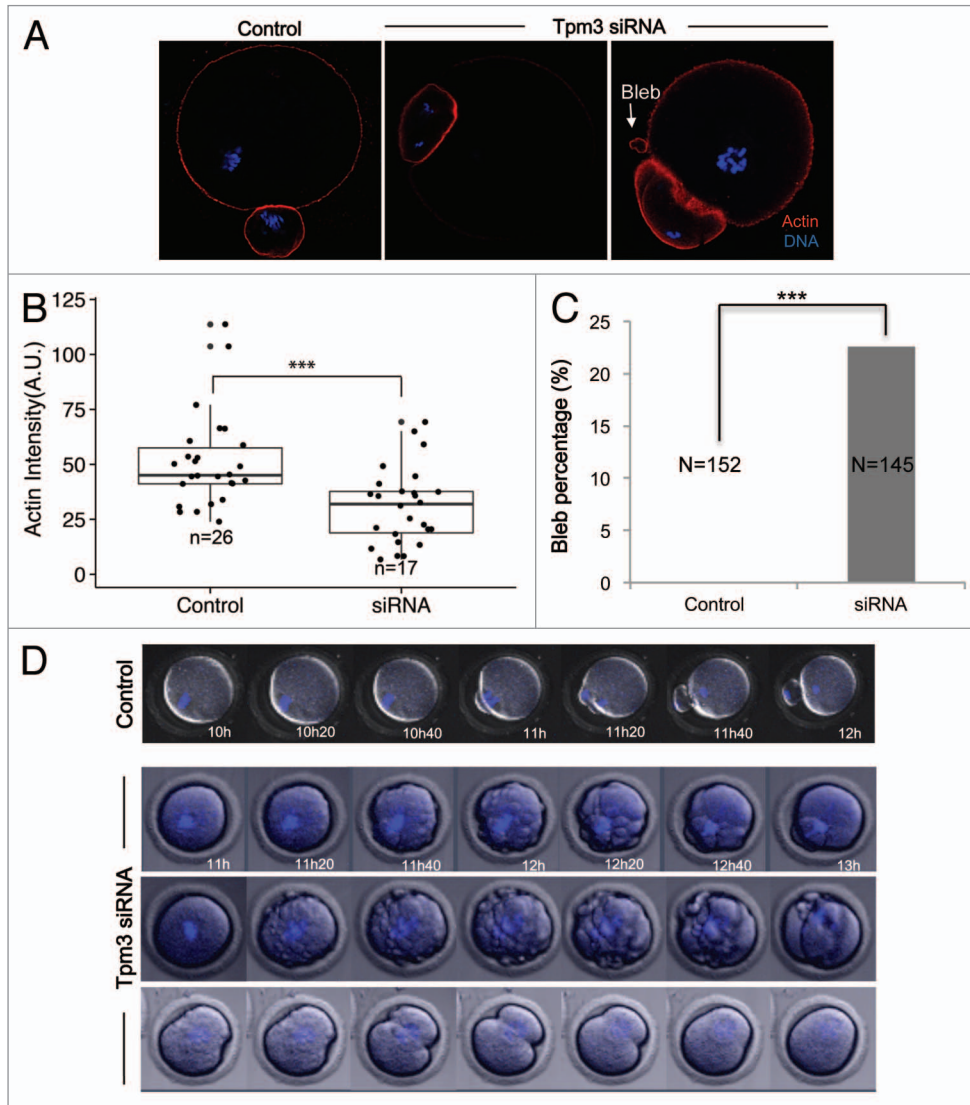 A
Control
Tpm3 siRNA
Bleb
Actin
DNA
B
Actin Intensity(A.U.)
125
100
75
50
25
0
***
n=26
n=17
Control
siRNA
C
Bleb percentage (%)
25
20
15
10
5
0
***
N=152
N=145
Control
siRNA
D
Control
10h 10h20 10h40 11h 11h20 11h40 12h
Tpm3 siRNA
11h 11h20 11h40 12h 12h20 12h40 13h